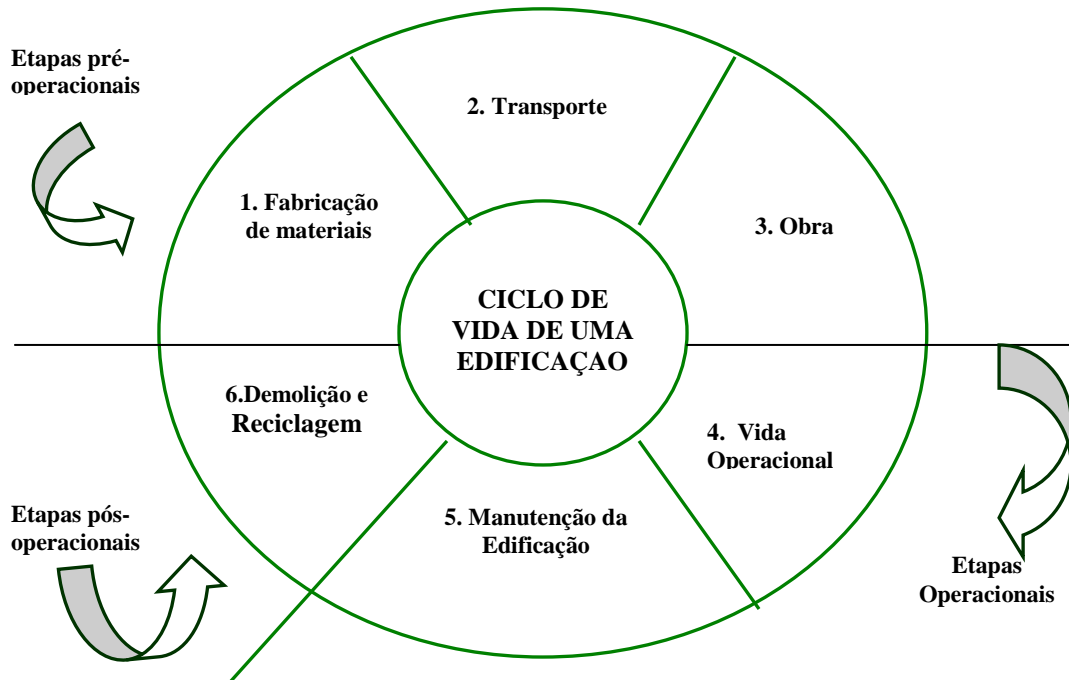 Etapas pré-
operacionais
2. Transporte
1. Fabricação
de materiais
3. Obra
CICLO DE
VIDA DE UMA
EDIFICAÇAO
6.Demolição e
Reciclagem
4. Vida
Operacional
5. Manutenção da
Edificação
Etapas pós-
operacionais
Etapas
Operacionais